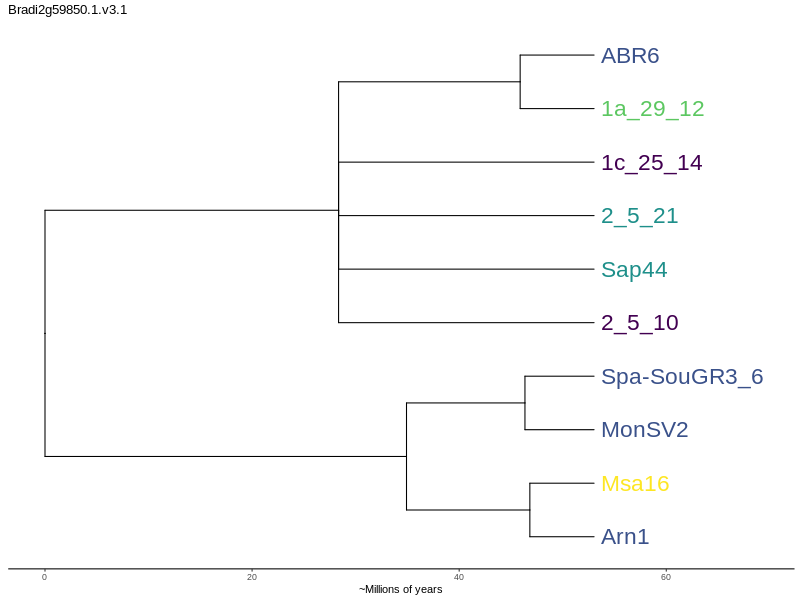 Bradi2g59850.1.v3.1
ABR6
1a_29_12
1c_25_14
2_5_21
Sap44
2_5_10
Spa-SouGR3_6
MonSV2
Msa16
Arn1
0 20 40 60
~Millions of years